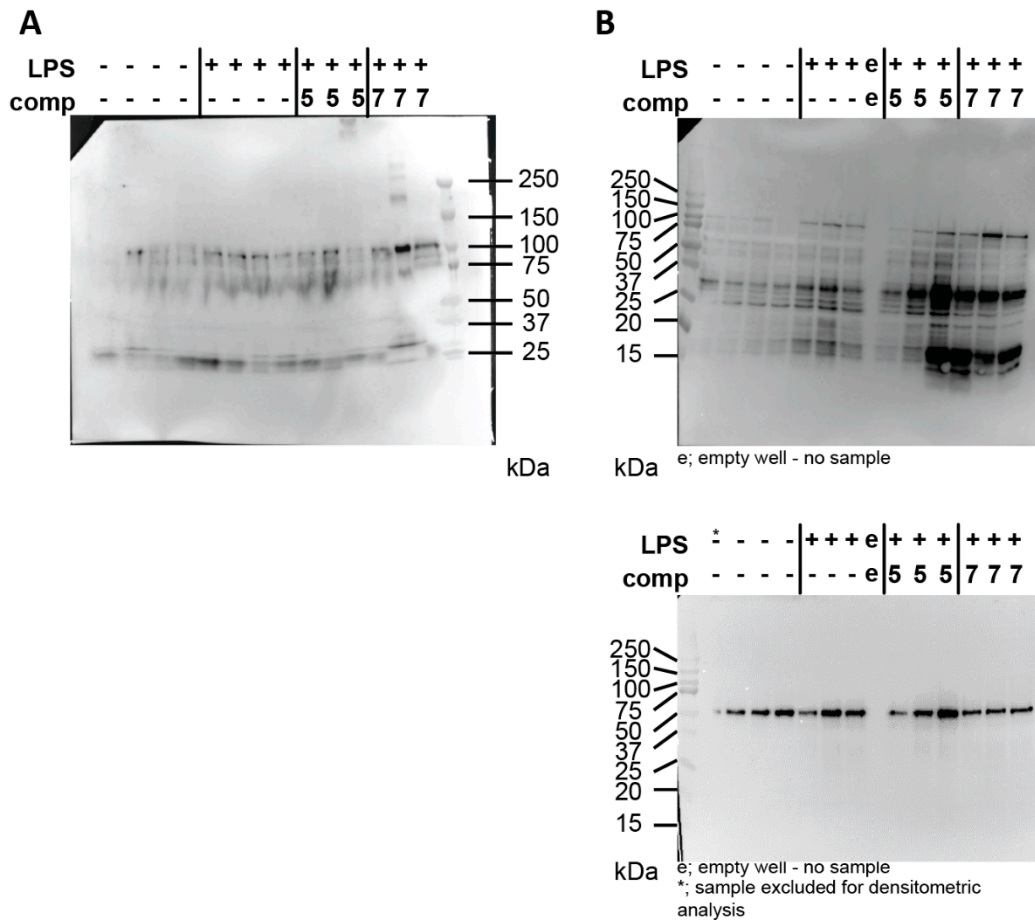 A
LPS - - - - + + + + + + + + + +
comp - - - - - - - - 5 5 5 7 7 7
250
150
100
75
50
37
25
kDa
B
LPS - - - - + + + e + + + + + +
comp - - - - - - - e 5 5 5 7 7 7
250
150
100
75
50
37
25
20
15
kDa
e; empty well - no sample
*
LPS - - - - + + + e + + + + + +
comp - - - - - - - e 5 5 5 7 7 7
250
150
100
75
50
37
25
20
15
kDa
e; empty well - no sample
*; sample excluded for densitometric
analysis